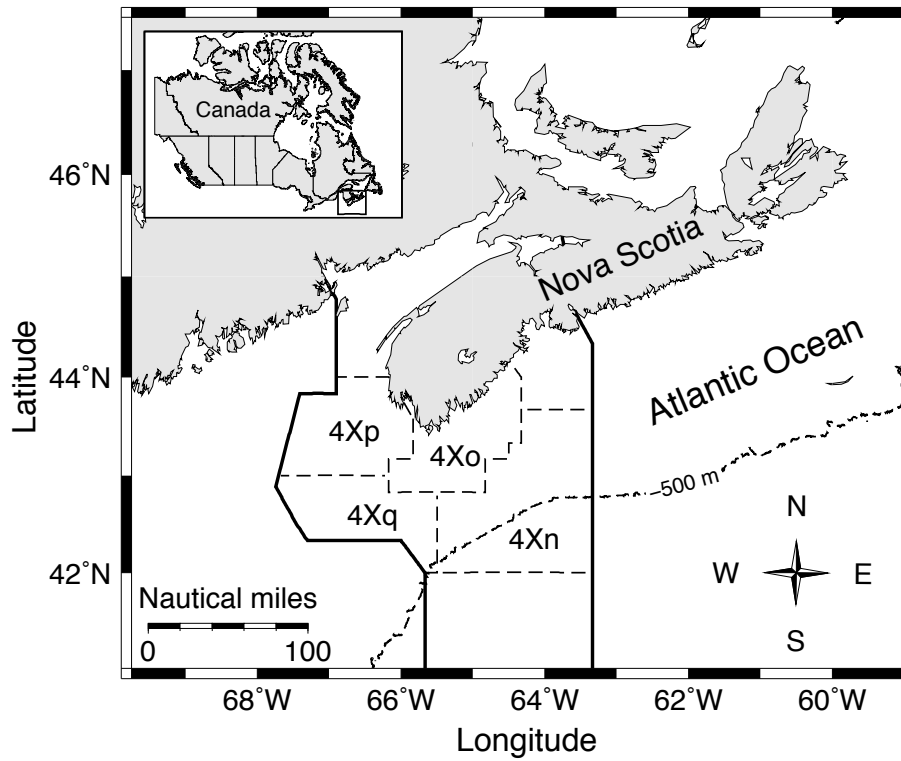 Canada
46°N
44°N
42°N
Latitude
Nova Scotia
Atlantic Ocean
4Xp
4Xo
4Xq
4Xn
−500 m
N
W
E
S
Nautical miles
0
100
68°W
66°W
64°W
62°W
60°W
Longitude